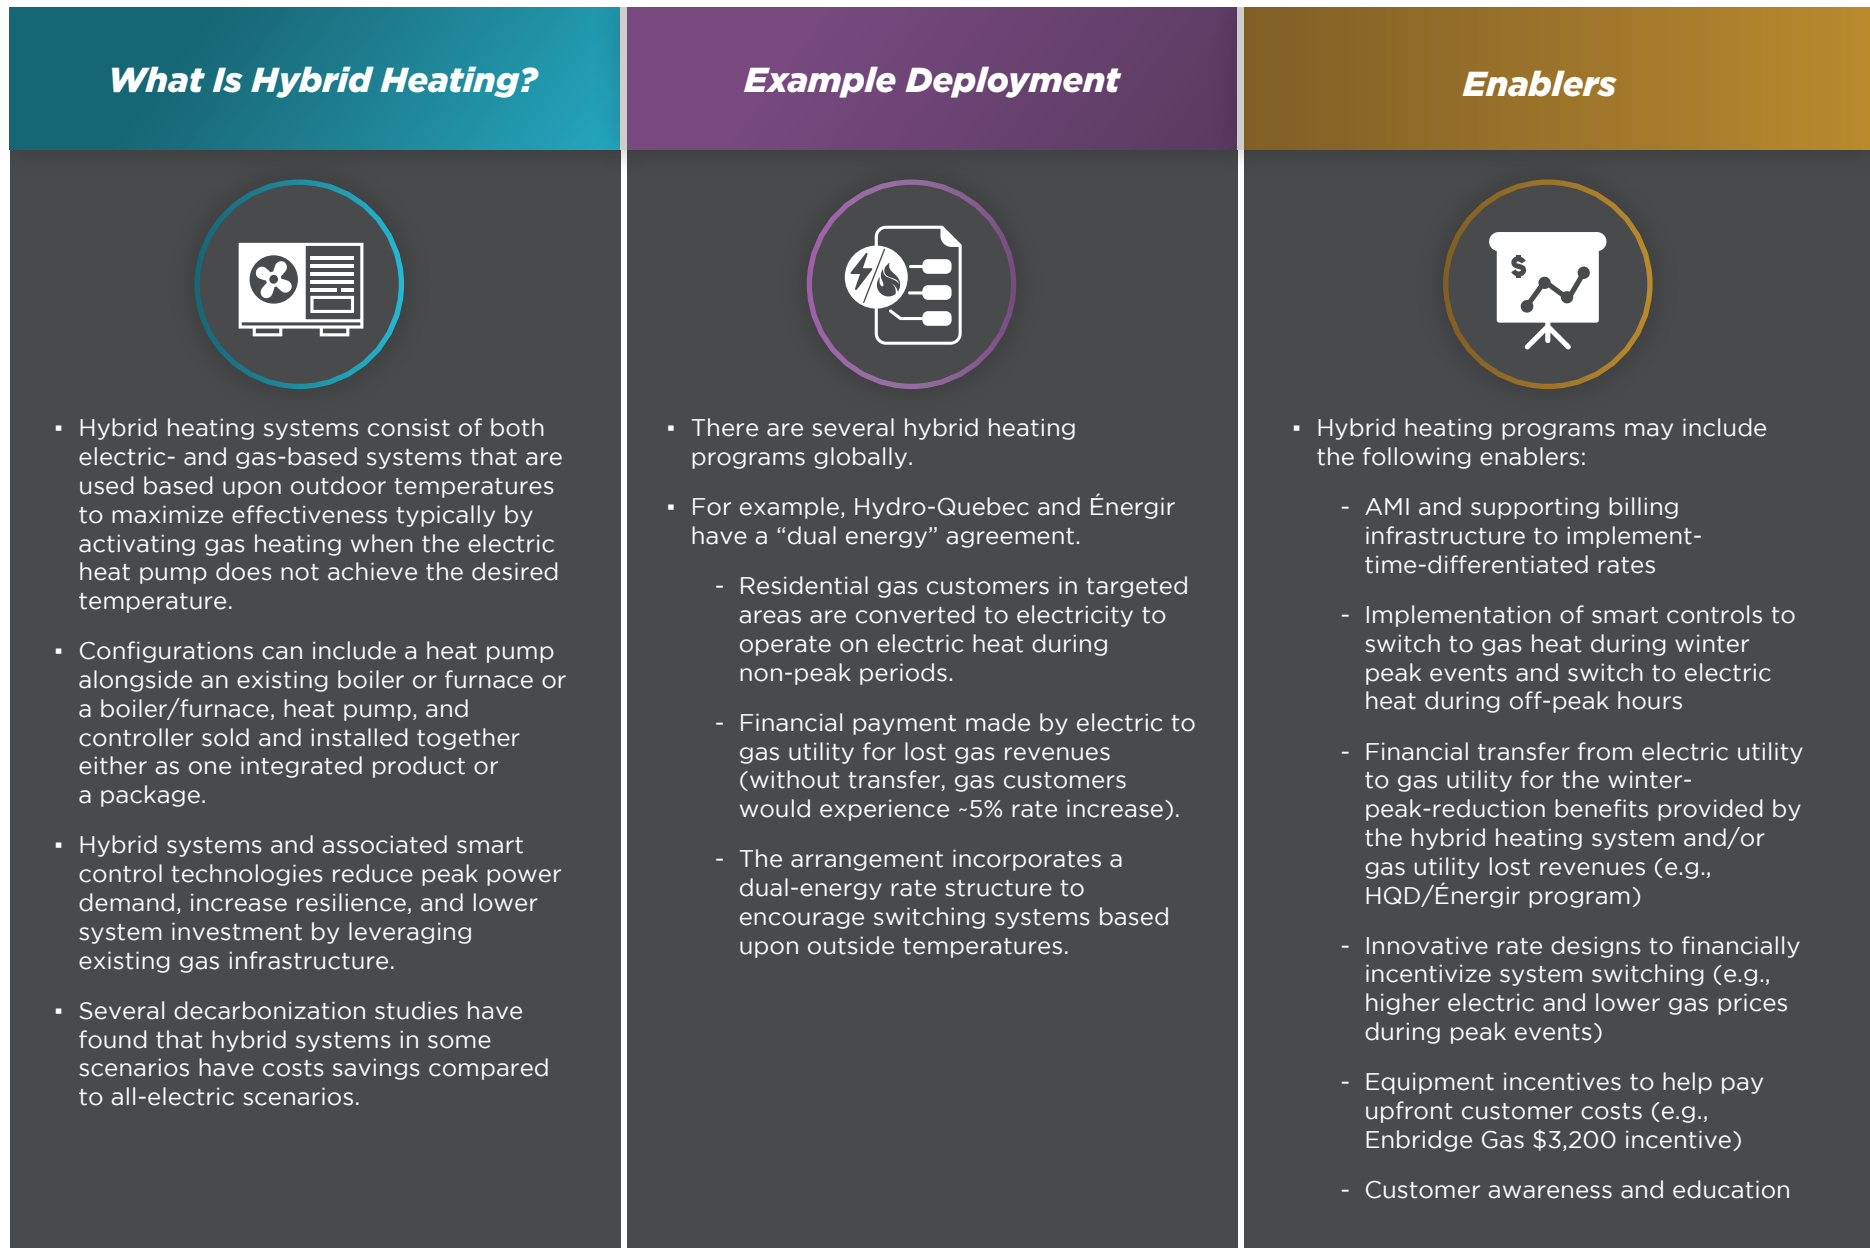 What Is Hybrid Heating?
▪ Hybrid heating systems consist of both
electric- and gas-based systems that are
used based upon outdoor temperatures
to maximize effectiveness typically by
activating gas heating when the electric
heat pump does not achieve the desired
temperature.
▪ Configurations can include a heat pump
alongside an existing boiler or furnace or
a boiler/furnace, heat pump, and
controller sold and installed together
either as one integrated product or
a package.
▪ Hybrid systems and associated smart
control technologies reduce peak power
demand, increase resilience, and lower
system investment by leveraging
existing gas infrastructure.
▪ Several decarbonization studies have
found that hybrid systems in some
scenarios have costs savings compared
to all-electric scenarios.
Example Deployment
▪ There are several hybrid heating
programs globally.
▪ For example, Hydro-Quebec and Énergir
have a “dual energy” agreement.
- Residential gas customers in targeted
areas are converted to electricity to
operate on electric heat during
non-peak periods.
- Financial payment made by electric to
gas utility for lost gas revenues
(without transfer, gas customers
would experience ~5% rate increase).
- The arrangement incorporates a
dual-energy rate structure to
encourage switching systems based
upon outside temperatures.
Enablers
$
▪ Hybrid heating programs may include
the following enablers:
- AMI and supporting billing
infrastructure to implement-
time-differentiated rates
- Implementation of smart controls to
switch to gas heat during winter
peak events and switch to electric
heat during off-peak hours
- Financial transfer from electric utility
to gas utility for the winter-
peak-reduction benefits provided by
the hybrid heating system and/or
gas utility lost revenues (e.g.,
HQD/Énergir program)
- Innovative rate designs to financially
incentivize system switching (e.g.,
higher electric and lower gas prices
during peak events)
- Equipment incentives to help pay
upfront customer costs (e.g.,
Enbridge Gas $3,200 incentive)
- Customer awareness and education